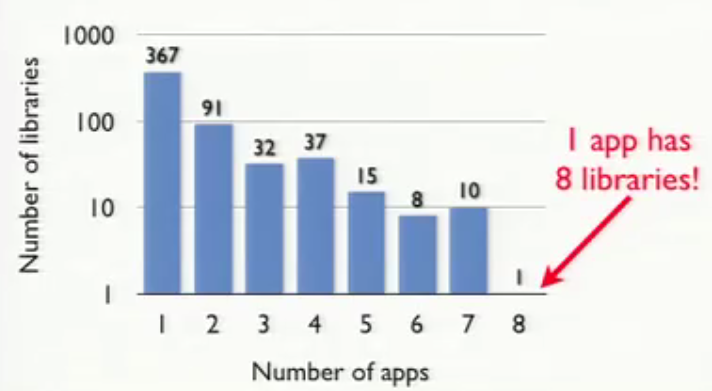 Number of libraries
1000
100
10
1
367
91
32
37
15
8
10
1
1 app has
8 libraries!
1 2 3 4 5 6 7 8
Number of apps